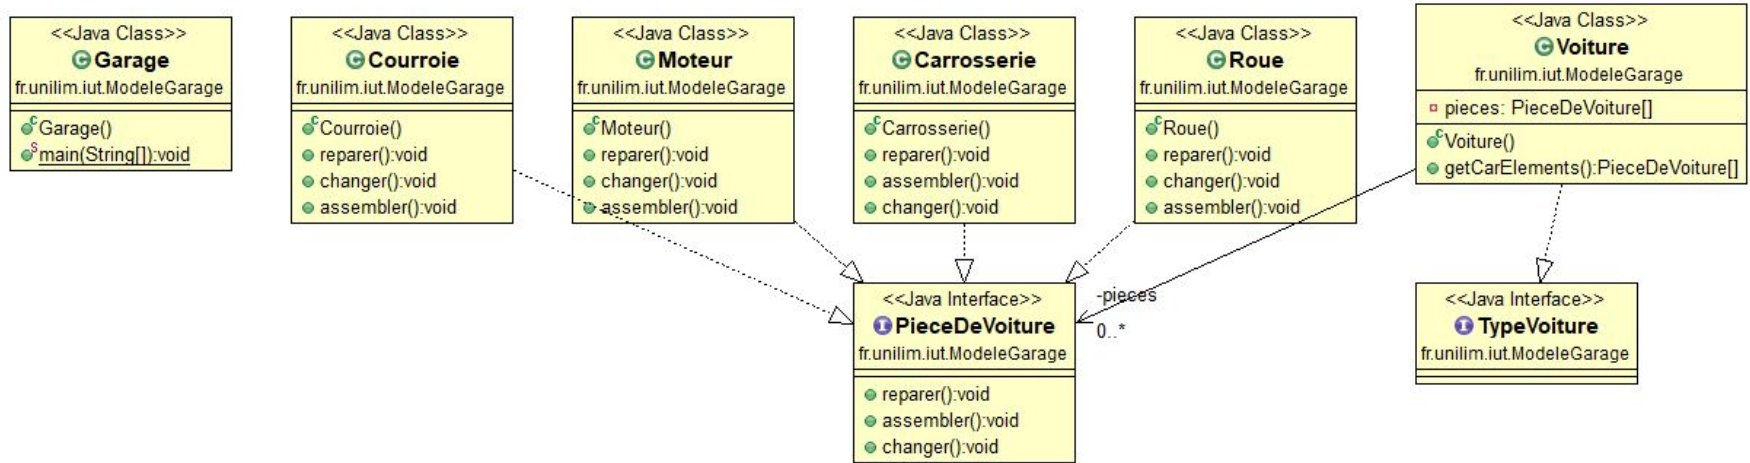 <<Java Class>>
Garage
fr.unilim.iut.ModeleGarage
Garage()
main(String[]):void
<<Java Class>>
Courroie
fr.unilim.iut.ModeleGarage
Courroie()
reparer():void
changer():void
assembler():void
<<Java Class>>
Moteur
fr.unilim.iut.ModeleGarage
Moteur()
reparer():void
changer():void
assembler():void
<<Java Class>>
Carrosserie
fr.unilim.iut.ModeleGarage
Carrosserie()
reparer():void
assembler():void
changer():void
<<Java Class>>
Roue
fr.unilim.iut.ModeleGarage
Roue()
reparer():void
changer():void
assembler():void
<<Java Class>>
Voiture
fr.unilim.iut.ModeleGarage
pieces: PieceDeVoiture[]
Voiture()
getCarElements():PieceDeVoiture[]
<<Java Interface>>
PieceDeVoiture
fr.unilim.iut.ModeleGarage
reparer():void
assembler():void
changer():void
-pieces
0..*
<<Java Interface>>
TypeVoiture
fr.unilim.iut.ModeleGarage